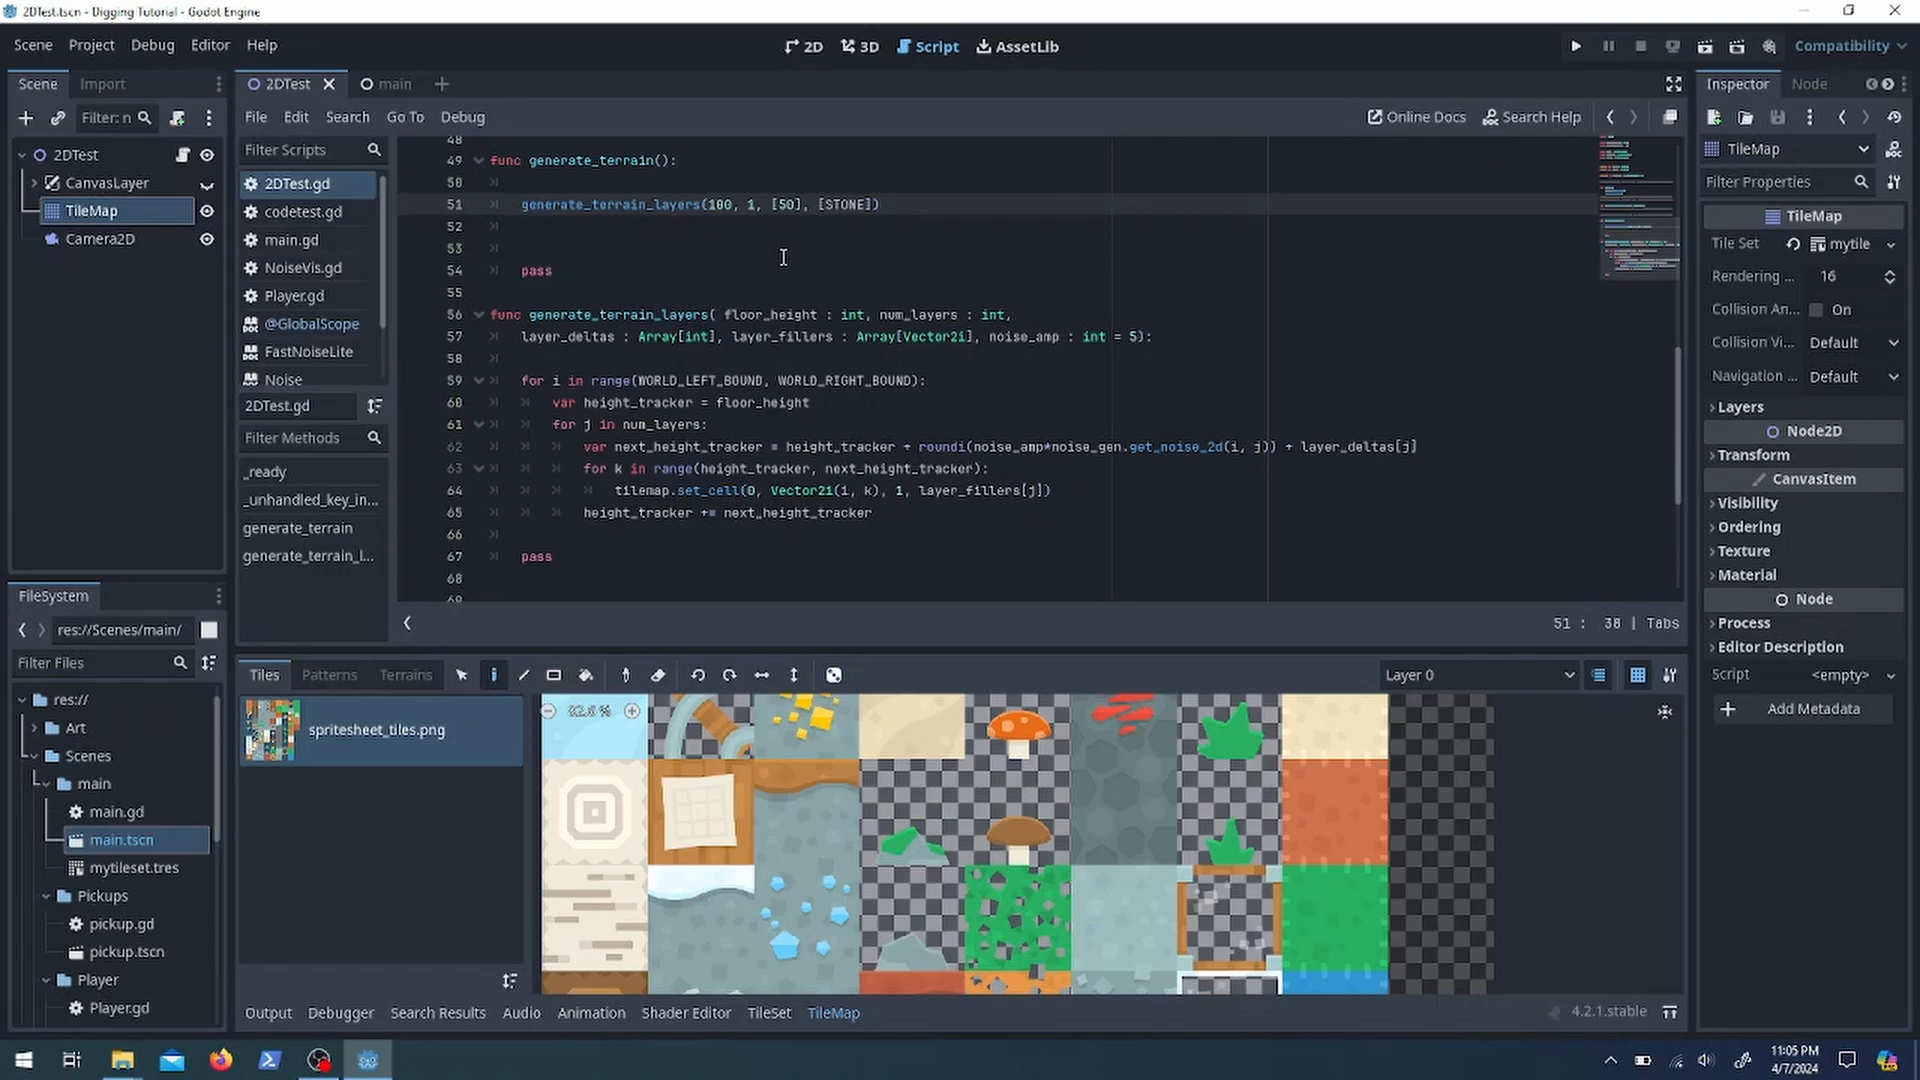 2DTest.tscn - Digging Tutorial - Godot Engine
Scene Project Debug Editor Help
2D 3D Script AssetLib
Compatibility
Scene Import
2DTest main
Inspector Node
Filter: n
File Edit Search Go To Debug
Online Docs Search Help
2DTest
CanvasLayer
TileMap
Camera2D
Filter Scripts
2DTest.gd
codetest.gd
main.gd
NoiseVis.gd
Player.gd
@GlobalScope
FastNoiseLite
Noise
2DTest.gd
Filter Methods
_ready
_unhandled_key_in...
generate_terrain
generate_terrain_l...
48
49 func generate_terrain():
50
51 generate_terrain_layers(100, 1, [50], [STONE])
52
53
54 pass
55
56 func generate_terrain_layers( floor_height : int, num_layers : int,
57 layer_deltas : Array[int], layer_fillers : Array[Vector2i], noise_amp : int = 5):
58
59 for i in range(WORLD_LEFT_BOUND, WORLD_RIGHT_BOUND):
60 var height_tracker = floor_height
61 for j in num_layers:
62 var next_height_tracker = height_tracker + roundi(noise_amp*noise_gen.get_noise_2d(i, j)) + layer_deltas[j]
63 for k in range(height_tracker, next_height_tracker):
64 tilemap.set_cell(0, Vector2i(i, k), 1, layer_fillers[j])
65 height_tracker += next_height_tracker
66
67 pass
68
69
51 : 38 | Tabs
TileMap
Filter Properties
TileMap
Tile Set mytile
Rendering ... 16
Collision An... On
Collision Vi... Default
Navigation ... Default
Layers
Node2D
Transform
CanvasItem
Visibility
Ordering
Texture
Material
Node
Process
Editor Description
Script <empty>
Add Metadata
FileSystem
res://Scenes/main/
Filter Files
res://
Art
Scenes
main
main.gd
main.tscn
mytileset.tres
Pickups
pickup.gd
pickup.tscn
Player
Player.gd
Tiles Patterns Terrains
Layer 0
spritesheet_tiles.png
82.6 %
Output Debugger Search Results Audio Animation Shader Editor TileSet TileMap
4.2.1.stable
11:05 PM
4/7/2024